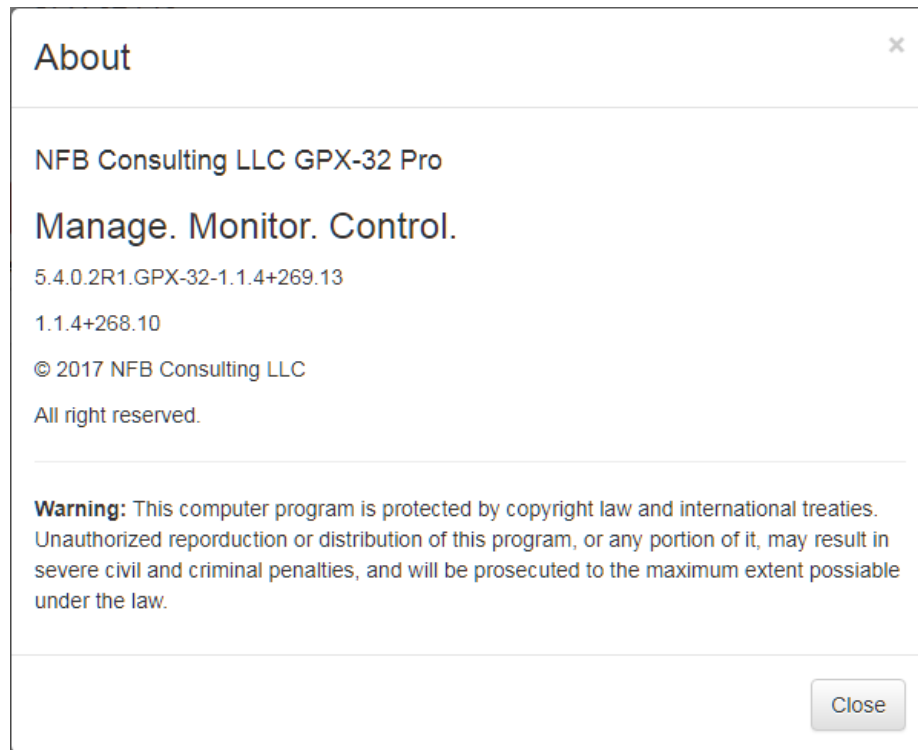 About
×
NFB Consulting LLC GPX-32 Pro
Manage. Monitor. Control.
5.4.0.2R1.GPX-32-1.1.4+269.13
1.1.4+268.10
© 2017 NFB Consulting LLC
All right reserved.
Warning: This computer program is protected by copyright law and international treaties.
Unauthorized reporduction or distribution of this program, or any portion of it, may result in
severe civil and criminal penalties, and will be prosecuted to the maximum extent possiable
under the law.
Close